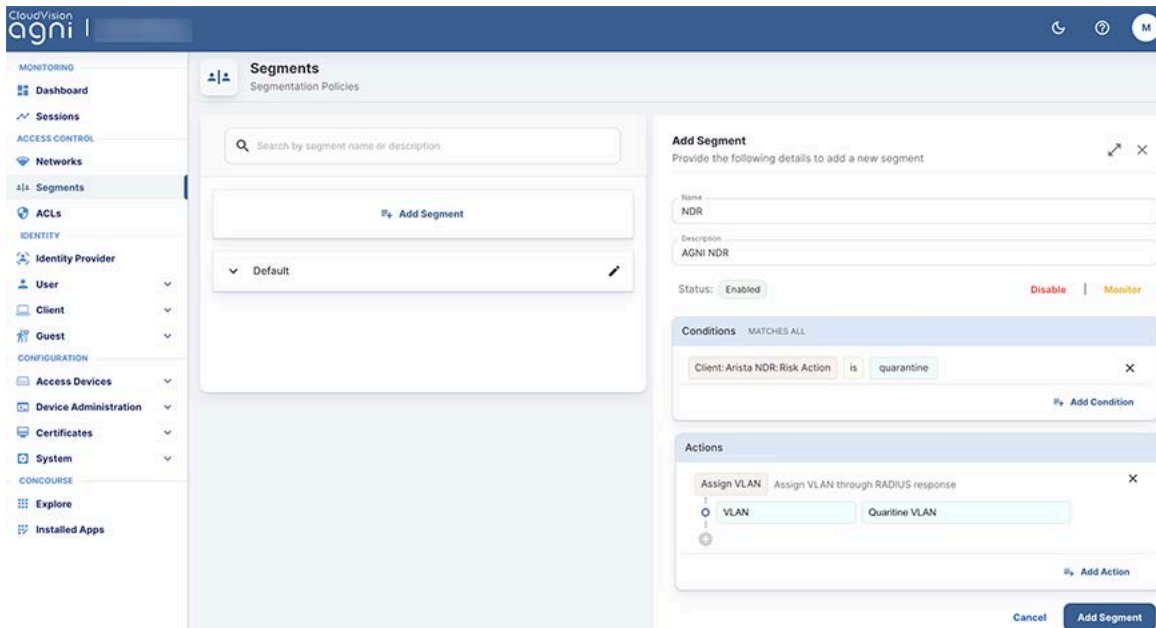 CloudVision
agni |
M
MONITORING
Dashboard
Sessions
ACCESS CONTROL
Networks
Segments
ACLs
IDENTITY
Identity Provider
User
Client
Guest
CONFIGURATION
Access Devices
Device Administration
Certificates
System
CONCOURSE
Explore
Installed Apps
Segments
Segmentation Policies
Search by segment name or description
Add Segment
Default
Add Segment
Provide the following details to add a new segment
Name
NDR
Description
AGNI NDR
Status: Enabled Disable | Monitor
Conditions MATCHES ALL
Client:Arista NDR:Risk Action is quarantine
Add Condition
Actions
Assign VLAN Assign VLAN through RADIUS response
VLAN Quaritine VLAN
Add Action
Cancel Add Segment